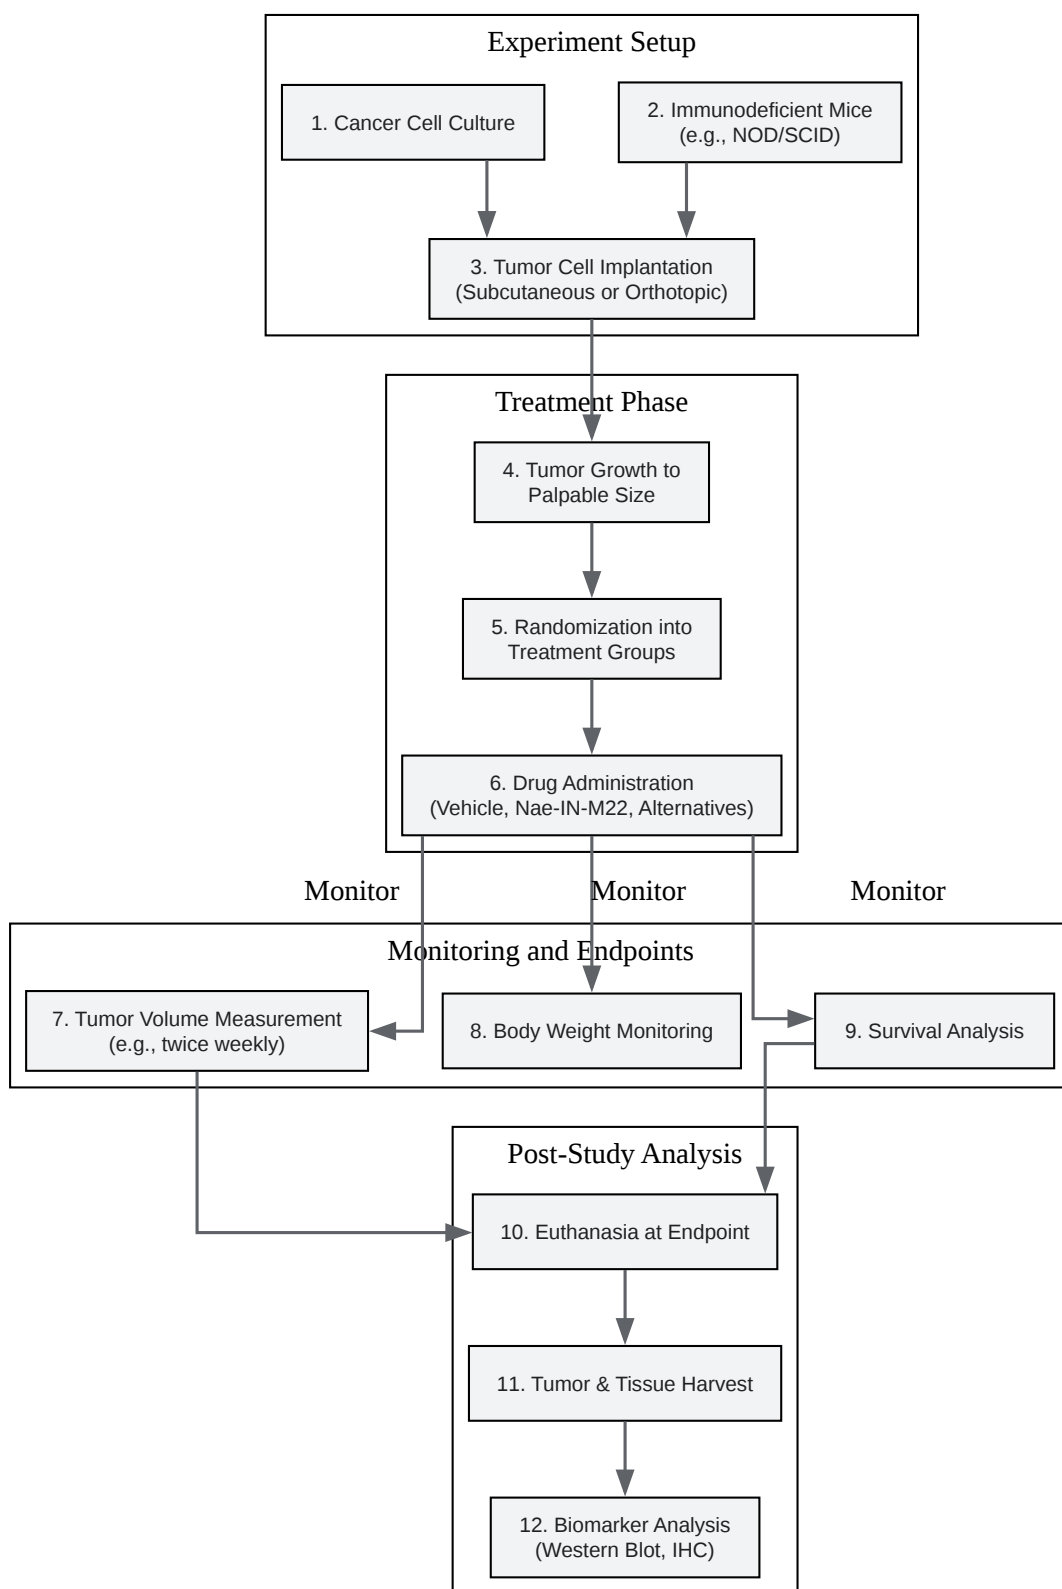 Experiment Setup
1. Cancer Cell Culture
2. Immunodeficient Mice
(e.g., NOD/SCID)
3. Tumor Cell Implantation
(Subcutaneous or Orthotopic)
Treatment Phase
4. Tumor Growth to
Palpable Size
5. Randomization into
Treatment Groups
6. Drug Administration
(Vehicle, Nae-IN-M22, Alternatives)
Monitor
Monitor
Monitor
Monitoring and Endpoints
7. Tumor Volume Measurement
(e.g., twice weekly)
8. Body Weight Monitoring
9. Survival Analysis
Post-Study Analysis
10. Euthanasia at Endpoint
11. Tumor & Tissue Harvest
12. Biomarker Analysis
(Western Blot, IHC)